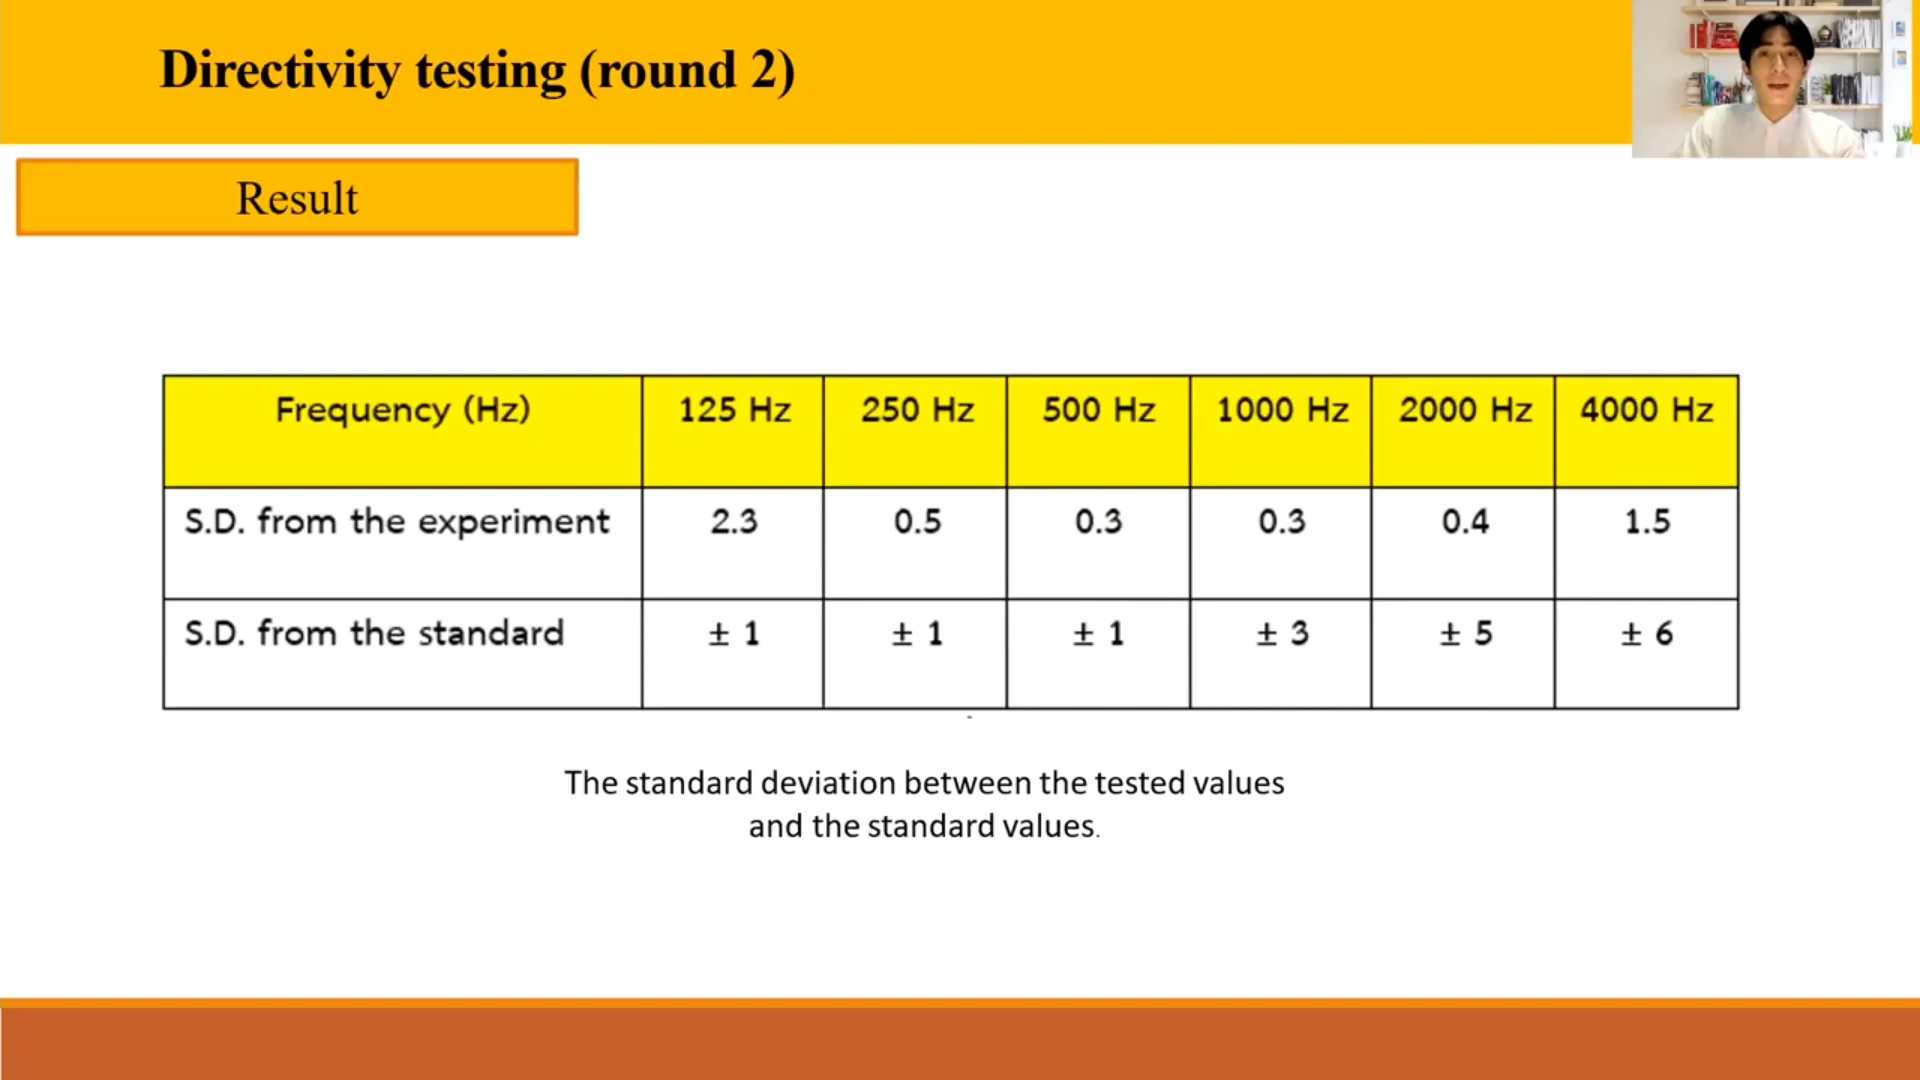 Directivity testing (round 2)
Result
Frequency (Hz) 125 Hz 250 Hz 500 Hz 1000 Hz 2000 Hz 4000 Hz
S.D. from the experiment 2.3 0.5 0.3 0.3 0.4 1.5
S.D. from the standard ± 1 ± 1 ± 1 ± 3 ± 5 ± 6
The standard deviation between the tested values
and the standard values.